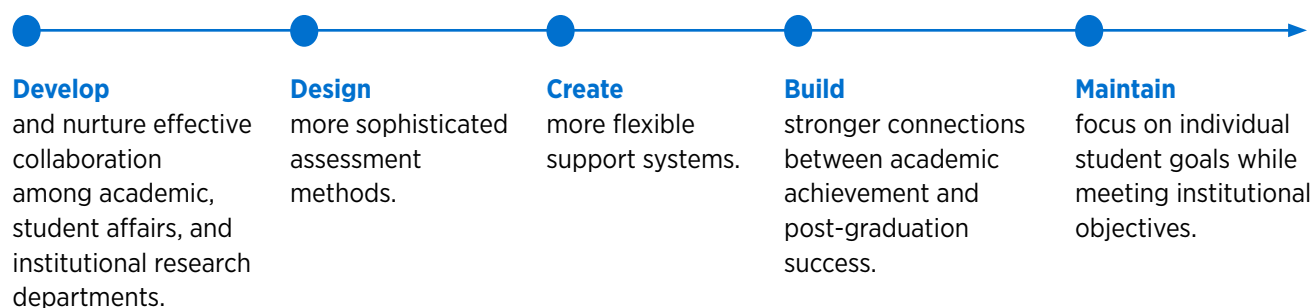 Develop
and nurture effective
collaboration
among academic,
student affairs, and
institutional research
departments.
Design
more sophisticated
assessment
methods.
Create
more flexible
support systems.
Build
stronger connections
between academic
achievement and
post-graduation
success.
Maintain
focus on individual
student goals while
meeting institutional
objectives.